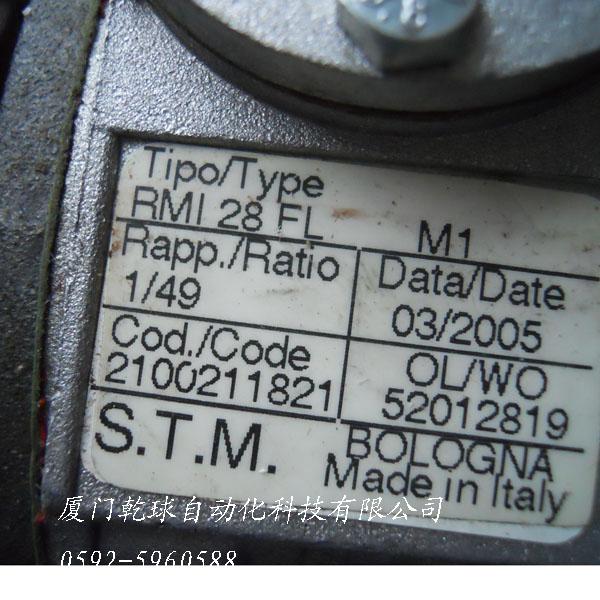 Tipo/Type
RMI 28 FL M1
Rapp./Ratio Data/Date
1/49 03/2005
Cod./Code OL/WO
2100211821 52012819
S.T.M. BOLOGNA
Made in Italy
厦门乾球自动化科技有限公司
0592-5960588